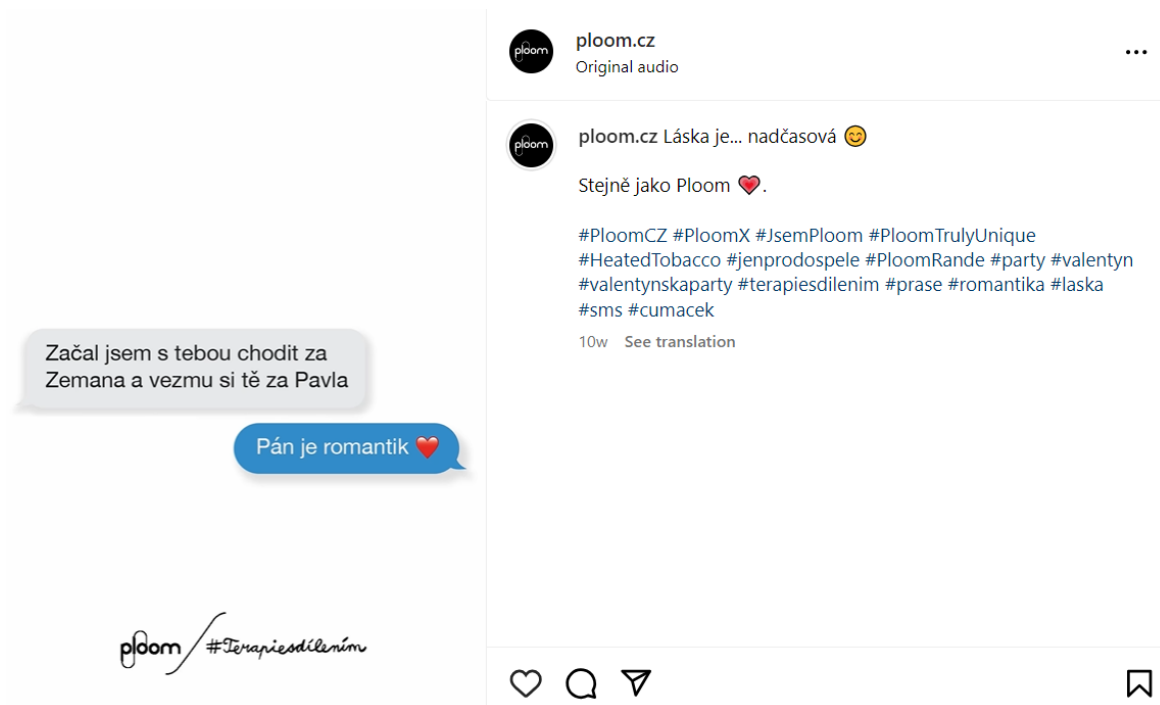 ploom
ploom.cz
Original audio
ploom
ploom.cz Láska je... nadčasová 😊
Stejně jako Ploom 💗.
#PloomCZ #PloomX #JsemPloom #PloomTrulyUnique
#HeatedTobacco #jenprodospele #PloomRande #party #valentyn
#valentynskaparty #terapiesdilenim #prase #romantika #laska
#sms #cumacek
10w See translation
Začal jsem s tebou chodit za
Zemana a vezmu si tě za Pavla
Pán je romantik ❤️
ploom/#Terapiesdílením